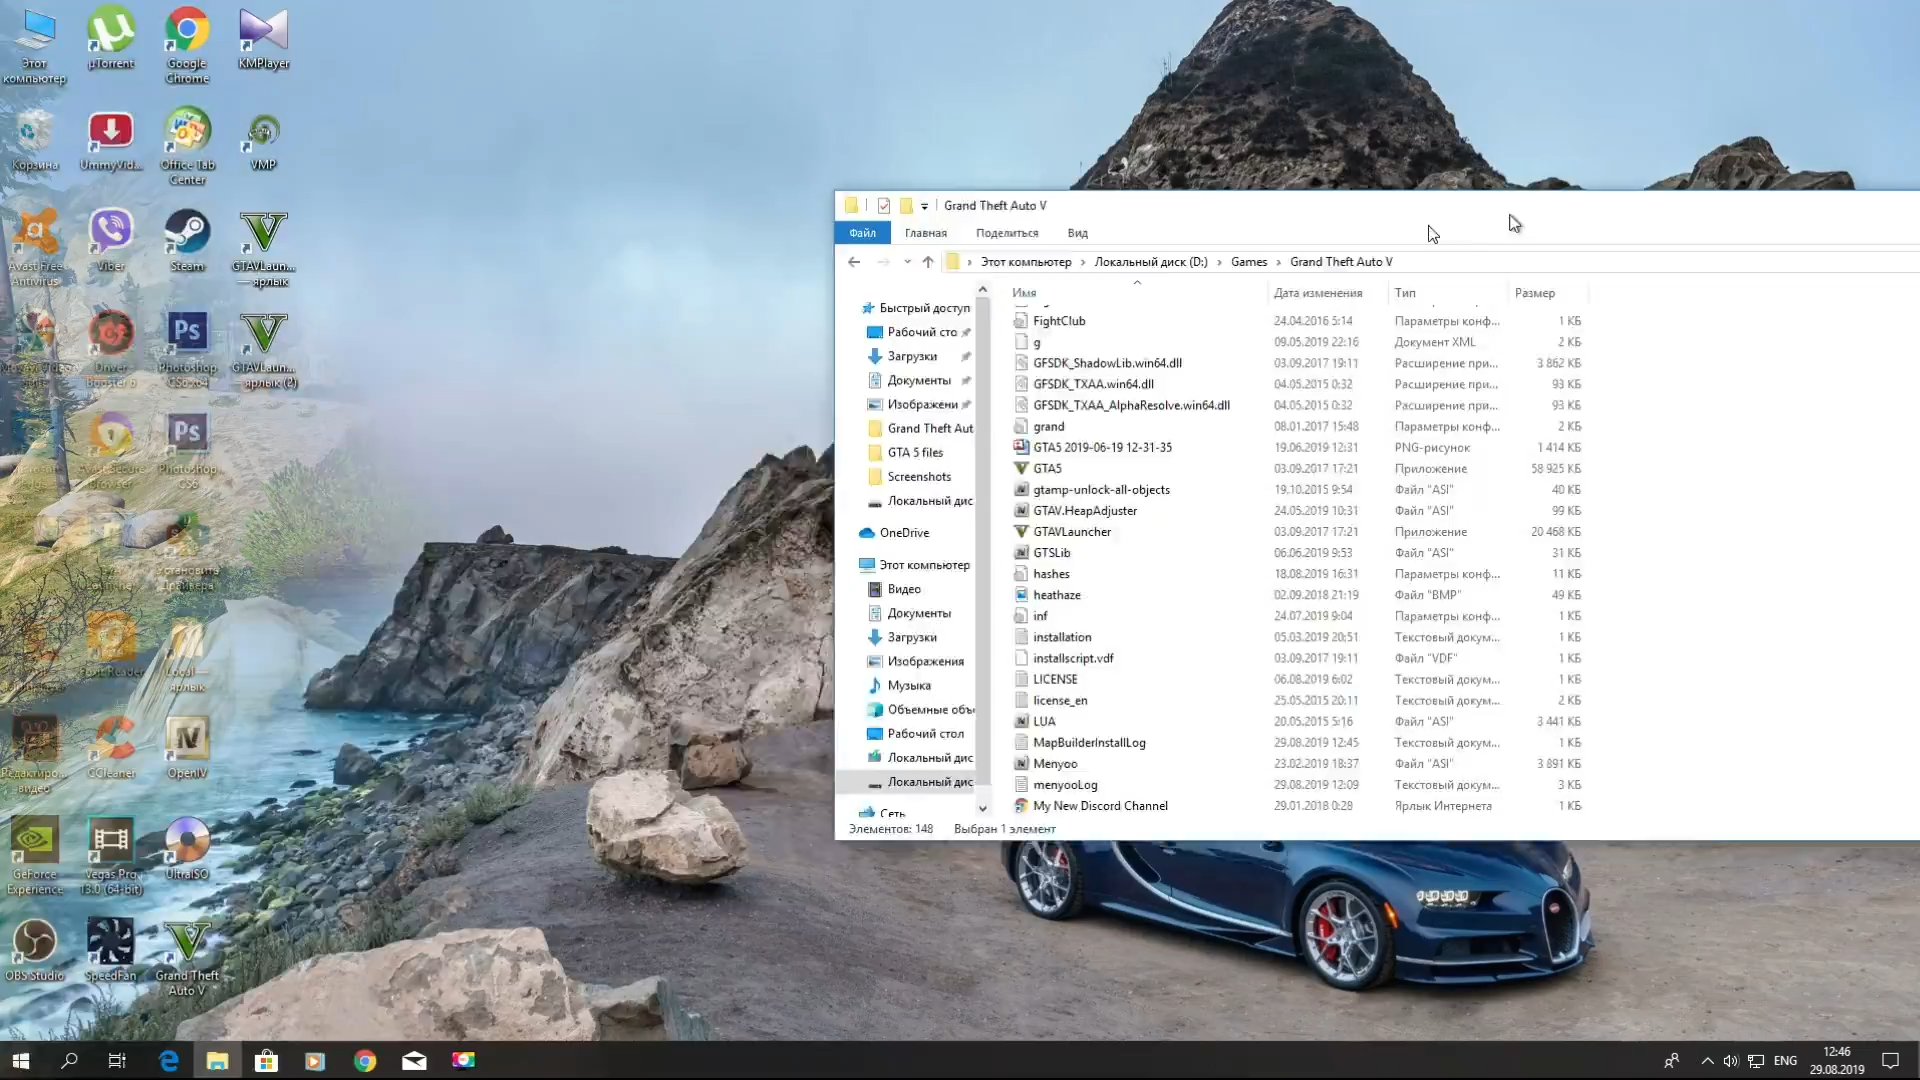 Этот компьютер
µTorrent
Google Chrome
KMPlayer
Корзина
UmmyVid...
Office Tab Center
VMP
Avast Free Antivirus
Viber
Steam
GTAVLaun... — ярлык
Driver Booster 6
Photoshop CS6 x64
GTAVLaun... — ярлык (2)
Avast Secure Browser
Photoshop CS6
Установить драйвера
Foxit Reader
Local — ярлык
Редактиро... видео
CCleaner
OpenIV
GeForce Experience
Vegas Pro 13.0 (64-bit)
UltraISO
OBS Studio
SpeedFan
Grand Theft Auto V
Grand Theft Auto V
Файл Главная Поделиться Вид
Этот компьютер › Локальный диск (D:) › Games › Grand Theft Auto V
Быстрый доступ
Рабочий сто
Загрузки
Документы
Изображени
Grand Theft Aut
GTA 5 files
Screenshots
Локальный дис
OneDrive
Этот компьютер
Видео
Документы
Загрузки
Изображения
Музыка
Объемные объ
Рабочий стол
Локальный дис
Локальный дис
Сеть
Имя Дата изменения Тип Размер
FightClub 24.04.2016 5:14 Параметры конф... 1 КБ
g 09.05.2019 22:16 Документ XML 2 КБ
GFSDK_ShadowLib.win64.dll 03.09.2017 19:11 Расширение при... 3 862 КБ
GFSDK_TXAA.win64.dll 04.05.2015 0:32 Расширение при... 93 КБ
GFSDK_TXAA_AlphaResolve.win64.dll 04.05.2015 0:32 Расширение при... 93 КБ
grand 08.01.2017 15:48 Параметры конф... 2 КБ
GTA5 2019-06-19 12-31-35 19.06.2019 12:31 PNG-рисунок 1 414 КБ
GTA5 03.09.2017 17:21 Приложение 58 925 КБ
gtamp-unlock-all-objects 19.10.2015 9:54 Файл "ASI" 40 КБ
GTAV.HeapAdjuster 24.05.2019 10:31 Файл "ASI" 99 КБ
GTAVLauncher 03.09.2017 17:21 Приложение 20 468 КБ
GTSLib 06.06.2019 9:53 Файл "ASI" 31 КБ
hashes 18.08.2019 16:31 Параметры конф... 11 КБ
heathaze 02.09.2018 21:19 Файл "BMP" 49 КБ
inf 24.07.2019 9:04 Параметры конф... 1 КБ
installation 05.03.2019 20:51 Текстовый докум... 1 КБ
installscript.vdf 03.09.2017 19:11 Файл "VDF" 1 КБ
LICENSE 06.08.2019 6:02 Текстовый докум... 1 КБ
license_en 25.05.2015 20:11 Текстовый докум... 2 КБ
LUA 20.05.2015 5:16 Файл "ASI" 3 441 КБ
MapBuilderInstallLog 29.08.2019 12:45 Текстовый докум... 1 КБ
Menyoo 23.02.2019 18:37 Файл "ASI" 3 891 КБ
menyooLog 29.08.2019 12:09 Текстовый докум... 3 КБ
My New Discord Channel 29.01.2018 0:28 Ярлык Интернета 1 КБ
Элементов: 148 Выбран 1 элемент
ENG
12:46
29.08.2019